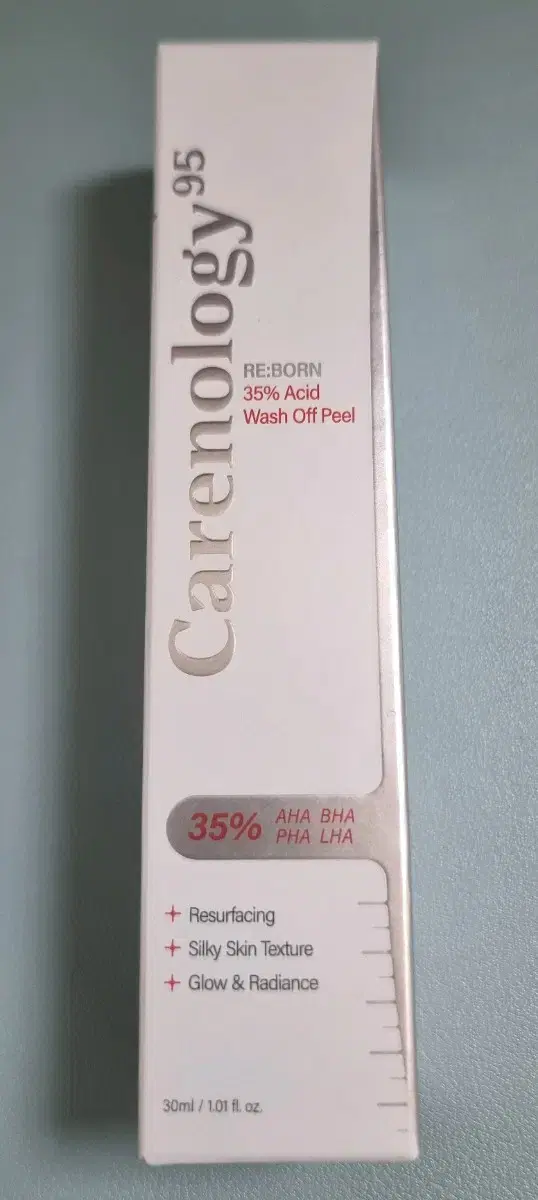 Carenology95
RE:BORN
35% Acid
Wash Off Peel
35% AHA BHA
PHA LHA
Resurfacing
Silky Skin Texture
Glow & Radiance
30ml / 1.01 fl. oz.